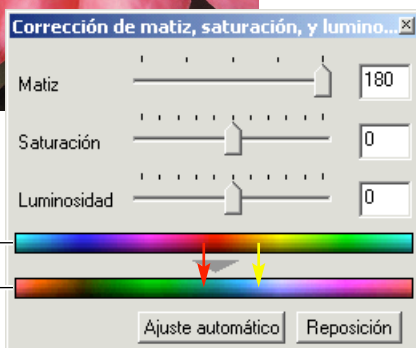 Corrección de matiz, saturación, y lumino...
Matiz 180
Saturación 0
Luminosidad 0
Ajuste automático Reposición